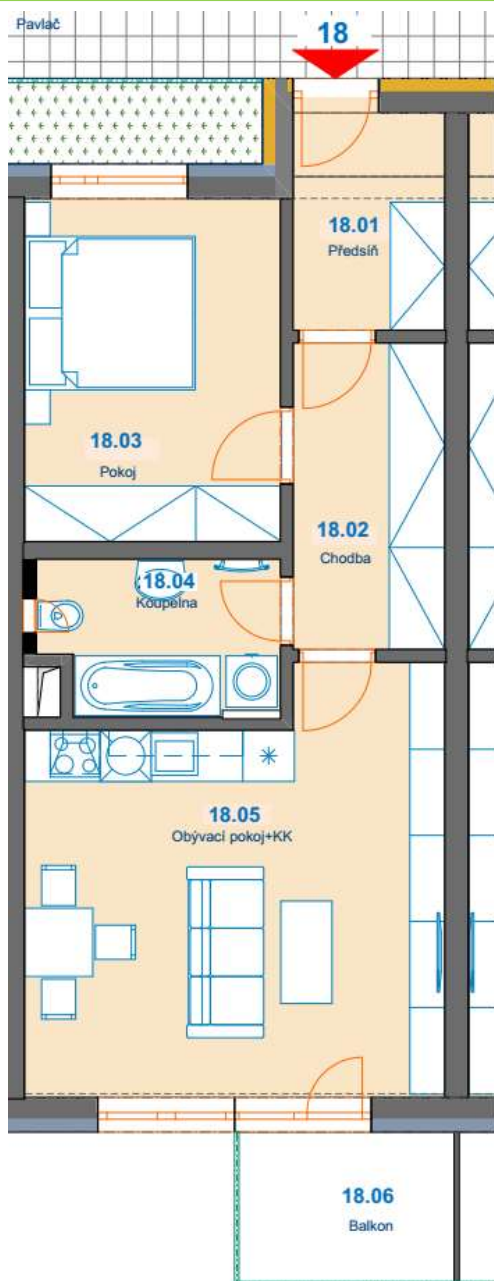 Pavlač
18
18.01
Předsíň
18.03
Pokoj
18.02
Chodba
18.04
Koupelna
18.05
Obývací pokoj+KK
18.06
Balkon